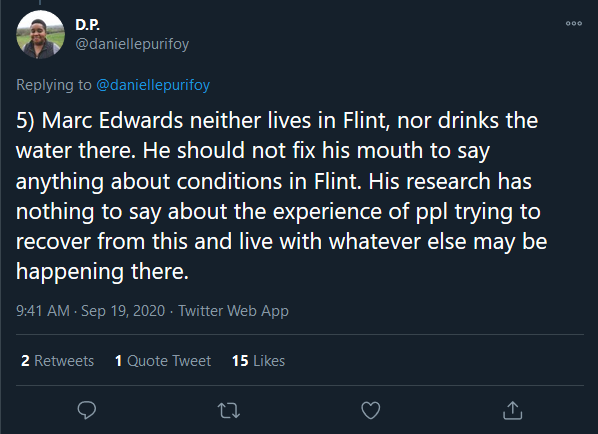 D.P.
@daniellepurifoy
Replying to @daniellepurifoy
5) Marc Edwards neither lives in Flint, nor drinks the
water there. He should not fix his mouth to say
anything about conditions in Flint. His research has
nothing to say about the experience of ppl trying to
recover from this and live with whatever else may be
happening there.
9:41 AM · Sep 19, 2020 · Twitter Web App
2 Retweets 1 Quote Tweet 15 Likes